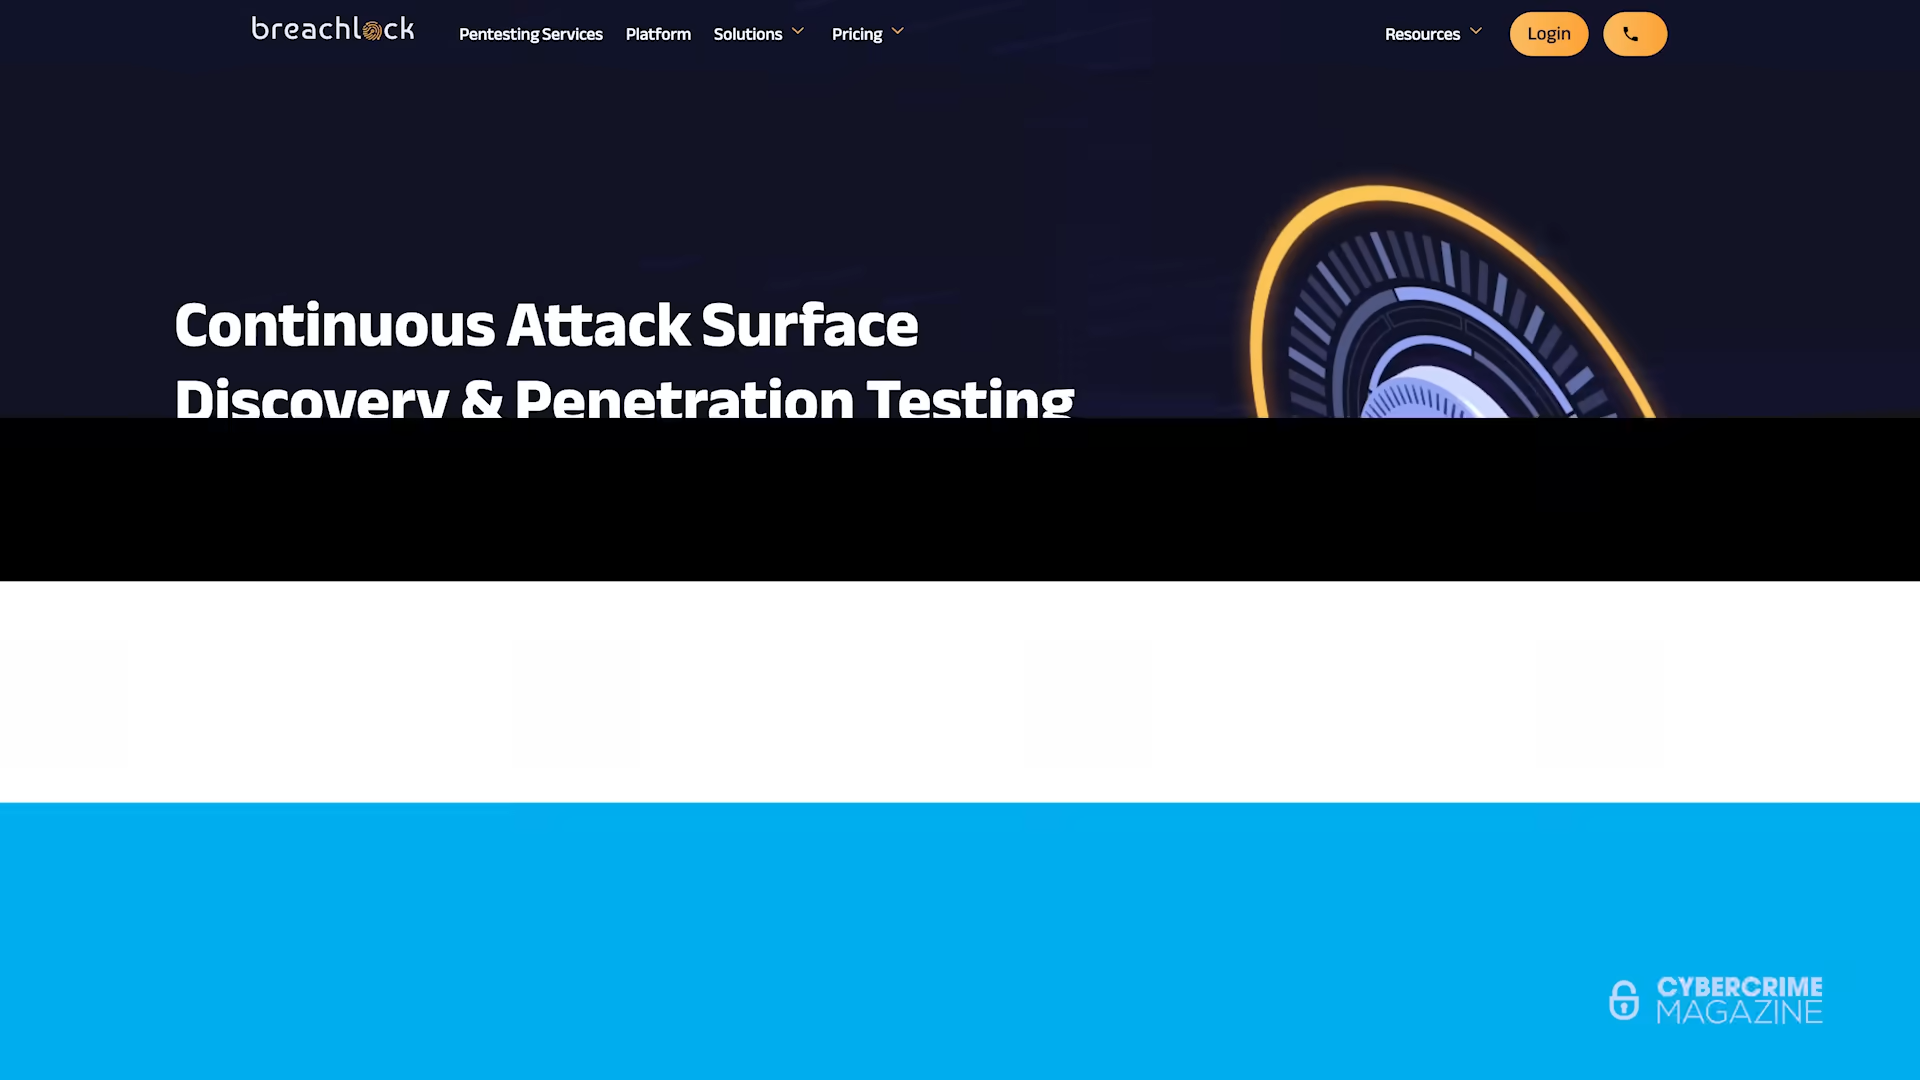 breachlock
Pentesting Services
Platform
Solutions
Pricing
Resources
Login
Continuous Attack Surface
Discovery & Penetration Testing
CYBERCRIME
MAGAZINE